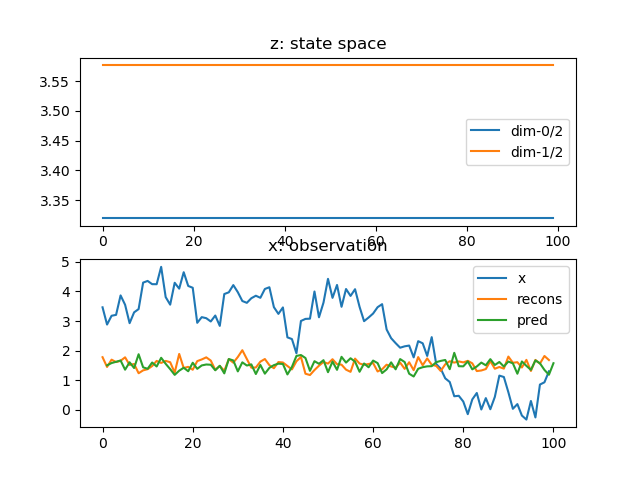 z: state space
3.55
3.50
3.45
3.40
3.35
dim-0/2
dim-1/2
0 20 40 60 80 100
x: observation
5
4
3
2
1
0
x
recons
pred
0 20 40 60 80 100